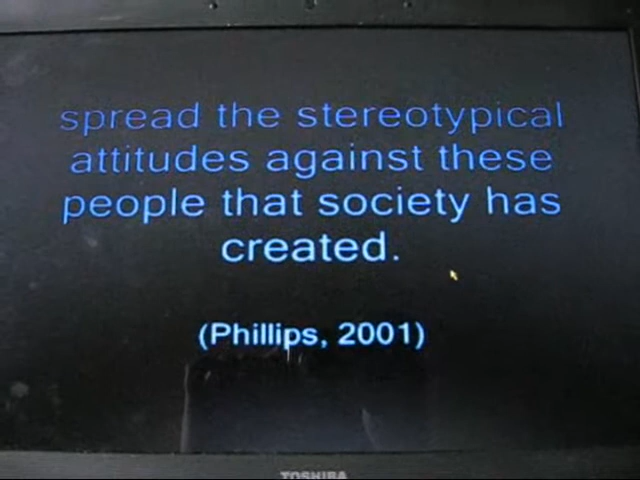 spread the stereotypical
attitudes against these
people that society has
created.
(Phillips, 2001)
TOSHIBA